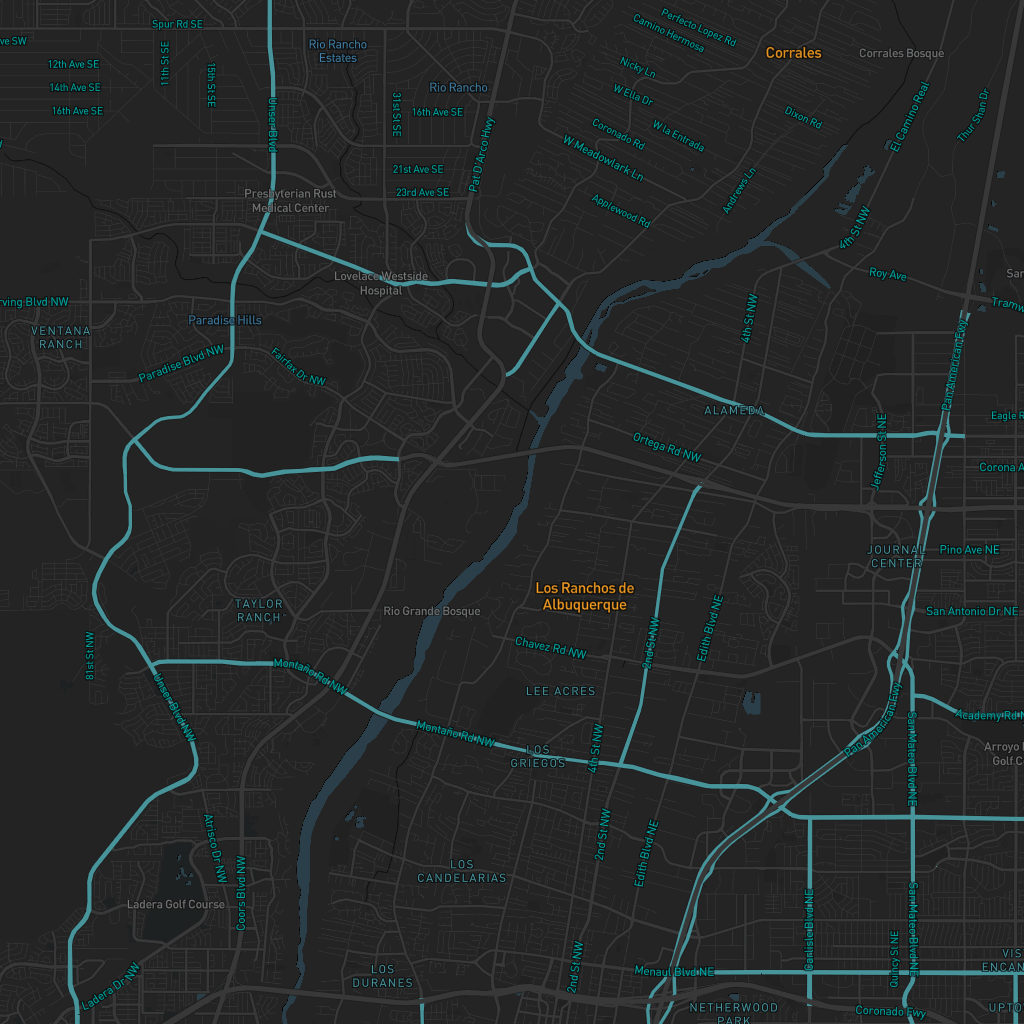 Spur Rd SE
ve SW
12th Ave SE
11th St SE
15th St SE
14th Ave SE
16th Ave SE
Unser Blvd
Rio Rancho
Estates
Rio Rancho
31st St SE
16th Ave SE
Pat D'Arco Hwy
21st Ave SE
23rd Ave SE
Perfecto Lopez Rd
Camino Hermosa
Nicky Ln
W Ella Dr
Coronado Rd
W la Entrada
W Meadowlark Ln
Applewood Rd
Corrales
Corrales Bosque
Dixon Rd
Andrews Ln
El Camino Real
Thur Shan Dr
4th St NW
Roy Ave
Presbyterian Rust
Medical Center
Lovelace Westside
Hospital
rving Blvd NW
VENTANA
RANCH
Paradise Hills
Paradise Blvd NW
Fairfax Dr NW
4th St NW
Tramw
Pan American Fwy
ALAMEDA
Ortega Rd NW
Jefferson St NE
Eagle R
Corona A
JOURNAL
CENTER
Pino Ave NE
San Antonio Dr NE
Los Ranchos de
Albuquerque
TAYLOR
RANCH
Rio Grande Bosque
81st St NW
Chavez Rd NW
2nd St NW
Edith Blvd NE
LEE ACRES
Montaño Rd NW
Unser Blvd NW
Montaño Rd NW
LOS
GRIEGOS
4th St NW
Pan American Fwy
San Mateo Blvd NE
Academy Rd N
Arroyo
Golf C
Atrisco Dr NW
Coors Blvd NW
2nd St NW
Edith Blvd NE
LOS
CANDELARIAS
Ladera Golf Course
Carlisle Blvd NE
Quincy St NE
San Mateo Blvd NE
Ladera Dr NW
LOS
DURANES
2nd St NW
Menaul Blvd NE
VIS
ENCAN
NETHERWOOD
PARK
Coronado Fwy
UPTO